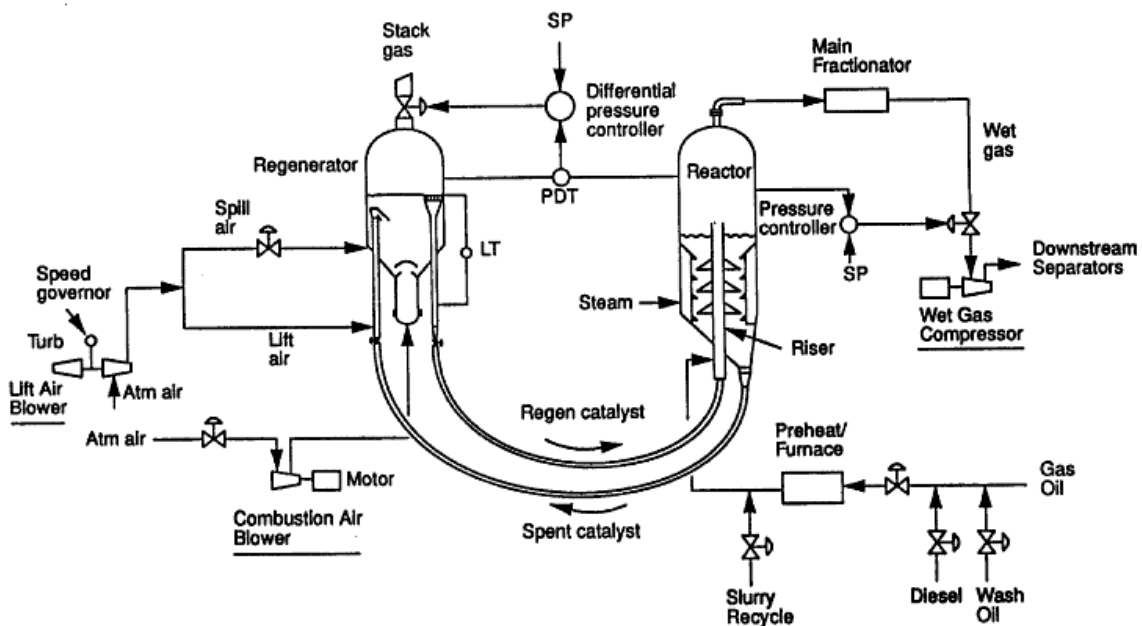 Stack
gas
SP
Differential
pressure
controller
Main
Fractionator
Wet
gas
Regenerator
PDT
Reactor
Pressure
controller
SP
Spill
air
LT
Downstream
Separators
Speed
governor
Steam
Wet Gas
Compressor
Turb
Lift
air
Riser
Lift Air
Blower
Atm air
Regen catalyst
Atm air
Preheat/
Furnace
Gas
Oil
Motor
Combustion Air
Blower
Spent catalyst
Slurry
Recycle
Diesel
Wash
Oil